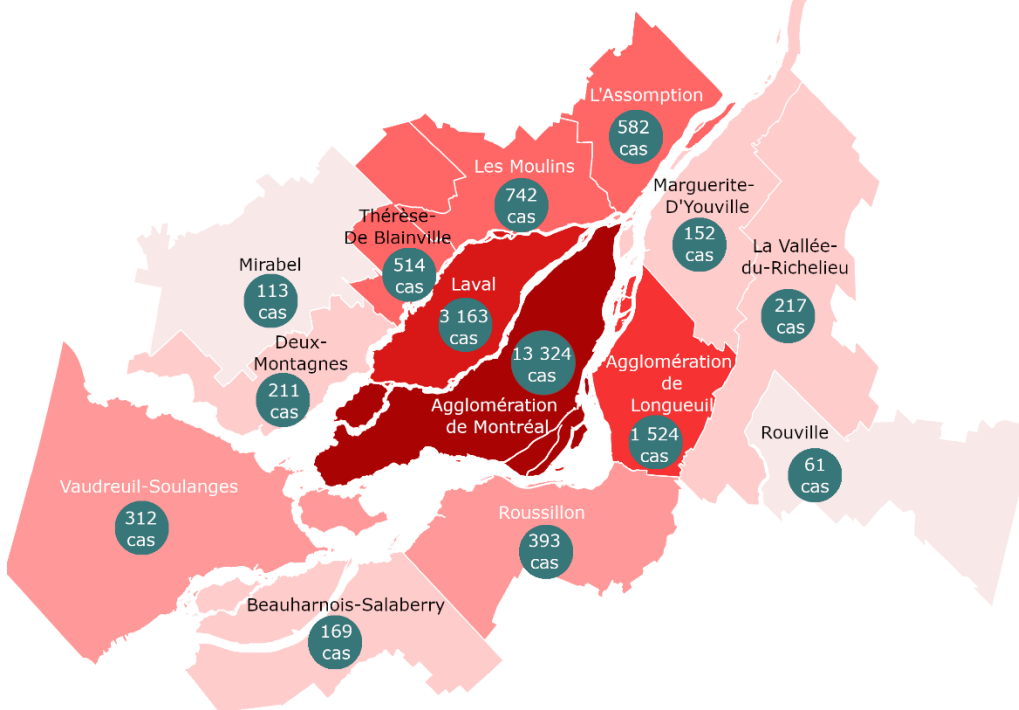 L'Assomption
582
cas
Les Moulins
742
cas
Marguerite-
D'Youville
152
cas
Thérèse-
De Blainville
514
cas
La Vallée-
du-Richelieu
217
cas
Mirabel
113
cas
Laval
3 163
cas
Deux-
Montagnes
211
cas
13 324
cas
Agglomération
de Montréal
Agglomération
de
Longueuil
1 524
cas
Rouville
61
cas
Vaudreuil-Soulanges
312
cas
Roussillon
393
cas
Beauharnois-Salaberry
169
cas